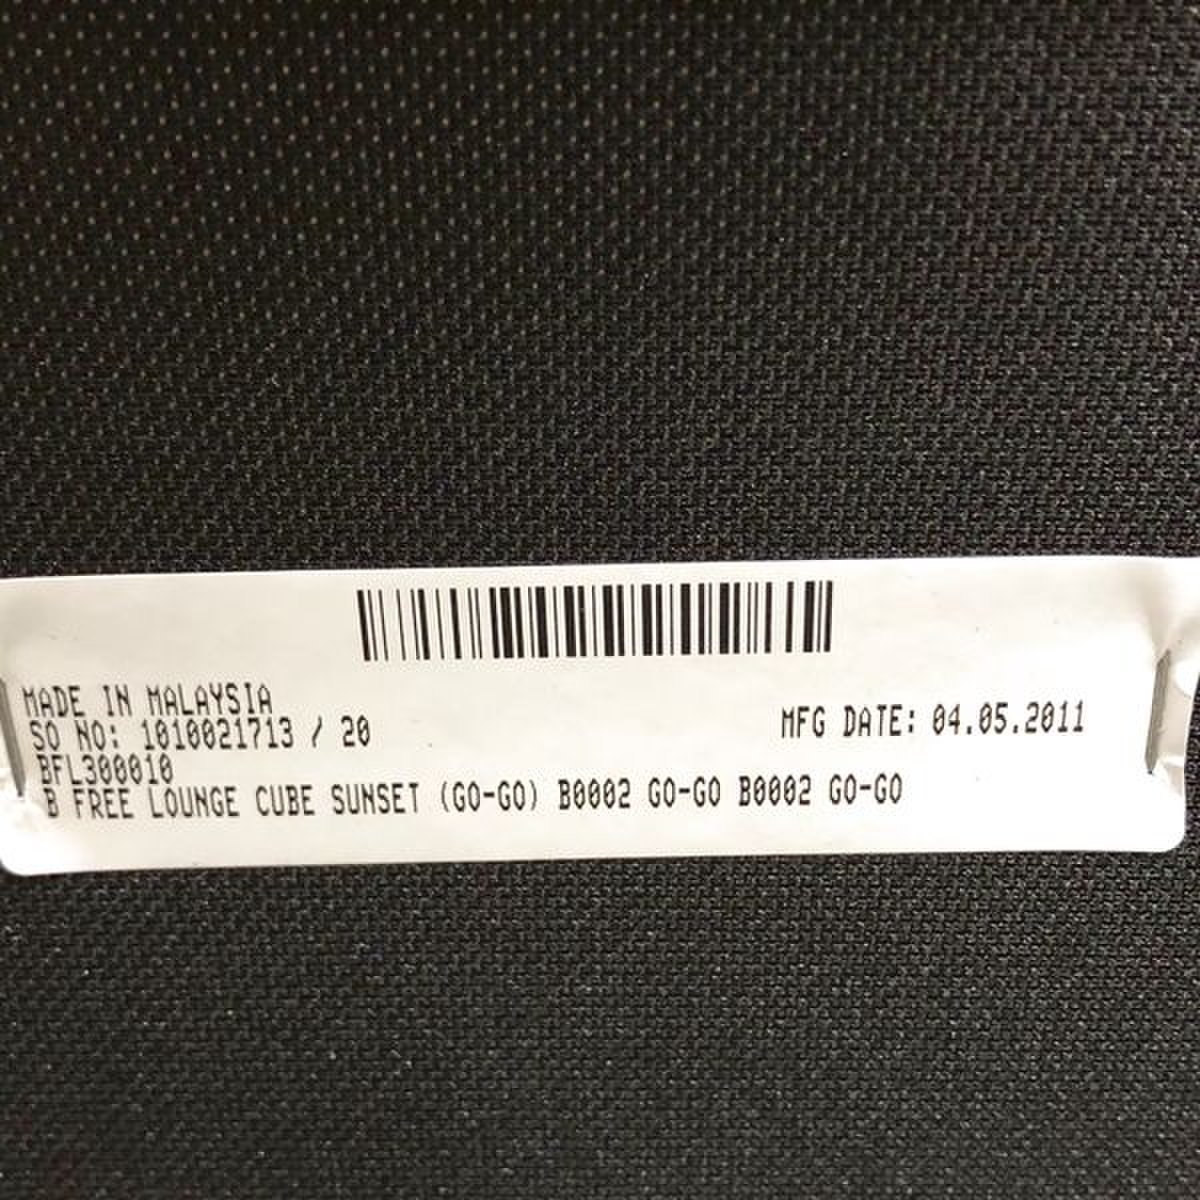 MADE IN MALAYSIA
SO NO: 1010021713 / 20
MFG DATE: 04.05.2011
BFL300010
B FREE LOUNGE CUBE SUNSET (GO-GO) B0002 GO-GO B0002 GO-GO